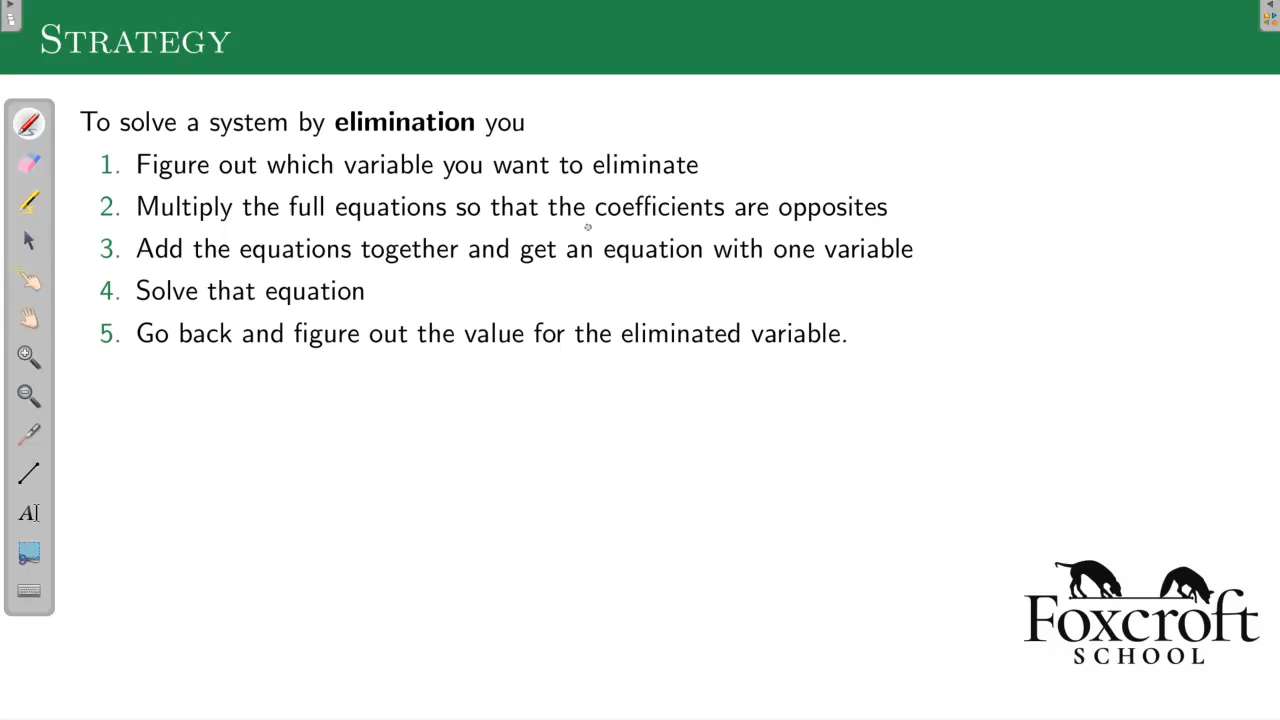 STRATEGY
To solve a system by elimination you
1. Figure out which variable you want to eliminate
2. Multiply the full equations so that the coefficients are opposites
3. Add the equations together and get an equation with one variable
4. Solve that equation
5. Go back and figure out the value for the eliminated variable.
A
Foxcroft
SCHOOL